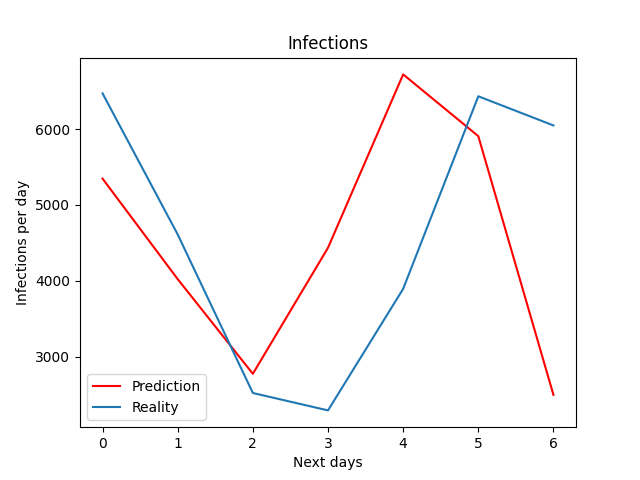 Infections
Infections per day
6000
5000
4000
3000
Prediction
Reality
0 1 2 3 4 5 6
Next days